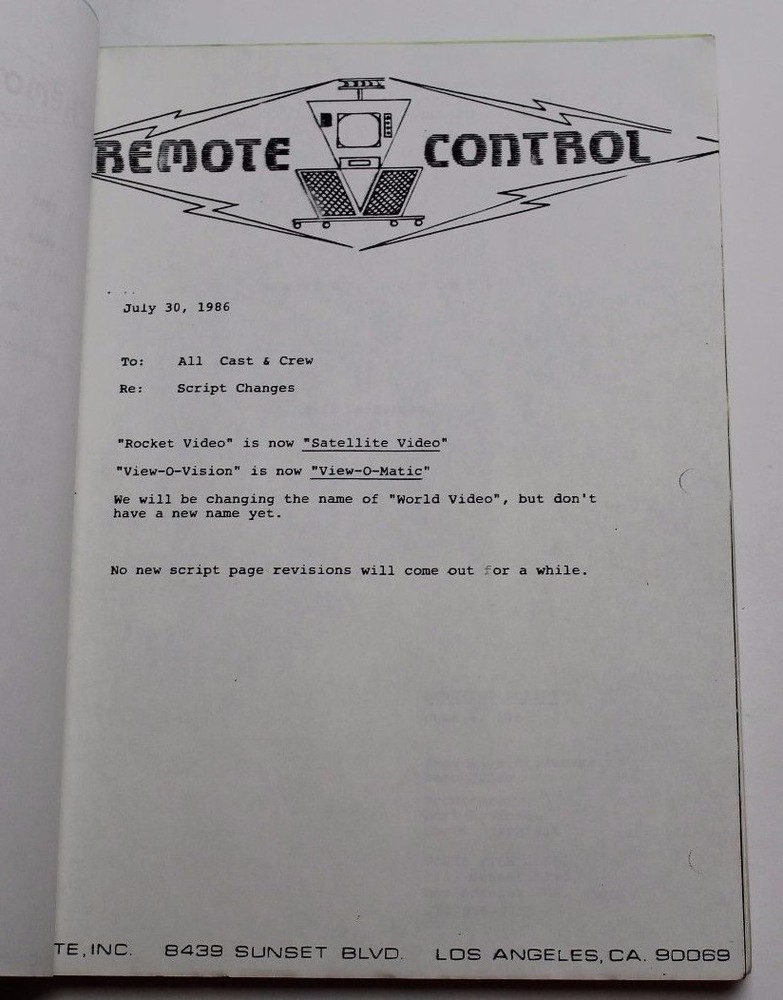 REMOTE CONTROL
July 30, 1986
To: All Cast & Crew
Re: Script Changes
"Rocket Video" is now "Satellite Video"
"View-O-Vision" is now "View-O-Matic"
We will be changing the name of "World Video", but don't
have a new name yet.
No new script page revisions will come out for a while.
TE, INC. 8439 SUNSET BLVD. LOS ANGELES, CA. 90069